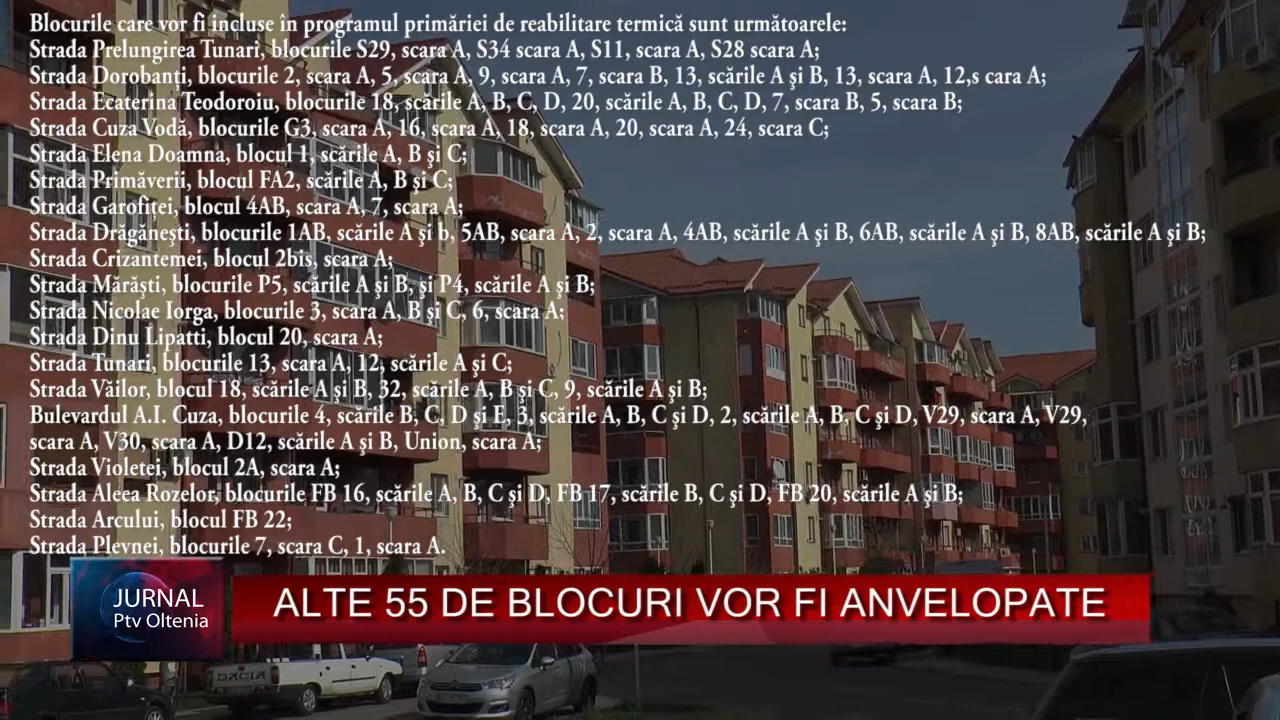 Blocurile care vor fi incluse în programul primăriei de reabilitare termică sunt următoarele:
Strada Prelungirea Tunari, blocurile S29, scara A, S34 scara A, S11, scara A, S28 scara A;
Strada Dorobanți, blocurile 2, scara A, 5, scara A, 9, scara A, 7, scara B, 13, scările A şi B, 13, scara A, 12,s cara A;
Strada Ecaterina Teodoroiu, blocurile 18, scările A, B, C, D, 20, scările A, B, C, D, 7, scara B, 5, scara B;
Strada Cuza Vodă, blocurile G3, scara A, 16, scara A, 18, scara A, 20, scara A, 24, scara C;
Strada Elena Doamna, blocul 1, scările A, B şi C;
Strada Primăverii, blocul FA2, scările A, B şi C;
Strada Garofiței, blocul 4AB, scara A, 7, scara A;
Strada Drăgăneşti, blocurile 1AB, scările A şi b, 5AB, scara A, 2, scara A, 4AB, scările A şi B, 6AB, scările A şi B, 8AB, scările A şi B;
Strada Crizantemei, blocul 2bis, scara A;
Strada Mărăşti, blocurile P5, scările A şi B, şi P4, scările A şi B;
Strada Nicolae Iorga, blocurile 3, scara A, B şi C, 6, scara A;
Strada Dinu Lipatti, blocul 20, scara A;
Strada Tunari, blocurile 13, scara A, 12, scările A şi C;
Strada Văilor, blocul 18, scările A şi B, 32, scările A, B şi C, 9, scările A şi B;
Bulevardul A.I. Cuza, blocurile 4, scările B, C, D şi E, 3, scările A, B, C şi D, 2, scările A, B, C şi D, V29, scara A, V29,
scara A, V30, scara A, D12, scările A şi B, Union, scara A;
Strada Violetei, blocul 2A, scara A;
Strada Aleea Rozelor, blocurile FB 16, scările A, B, C şi D, FB 17, scările B, C şi D, FB 20, scările A şi B;
Strada Arcului, blocul FB 22;
Strada Plevnei, blocurile 7, scara C, 1, scara A.
JURNAL
Ptv Oltenia
ALTE 55 DE BLOCURI VOR FI ANVELOPATE
DACIA